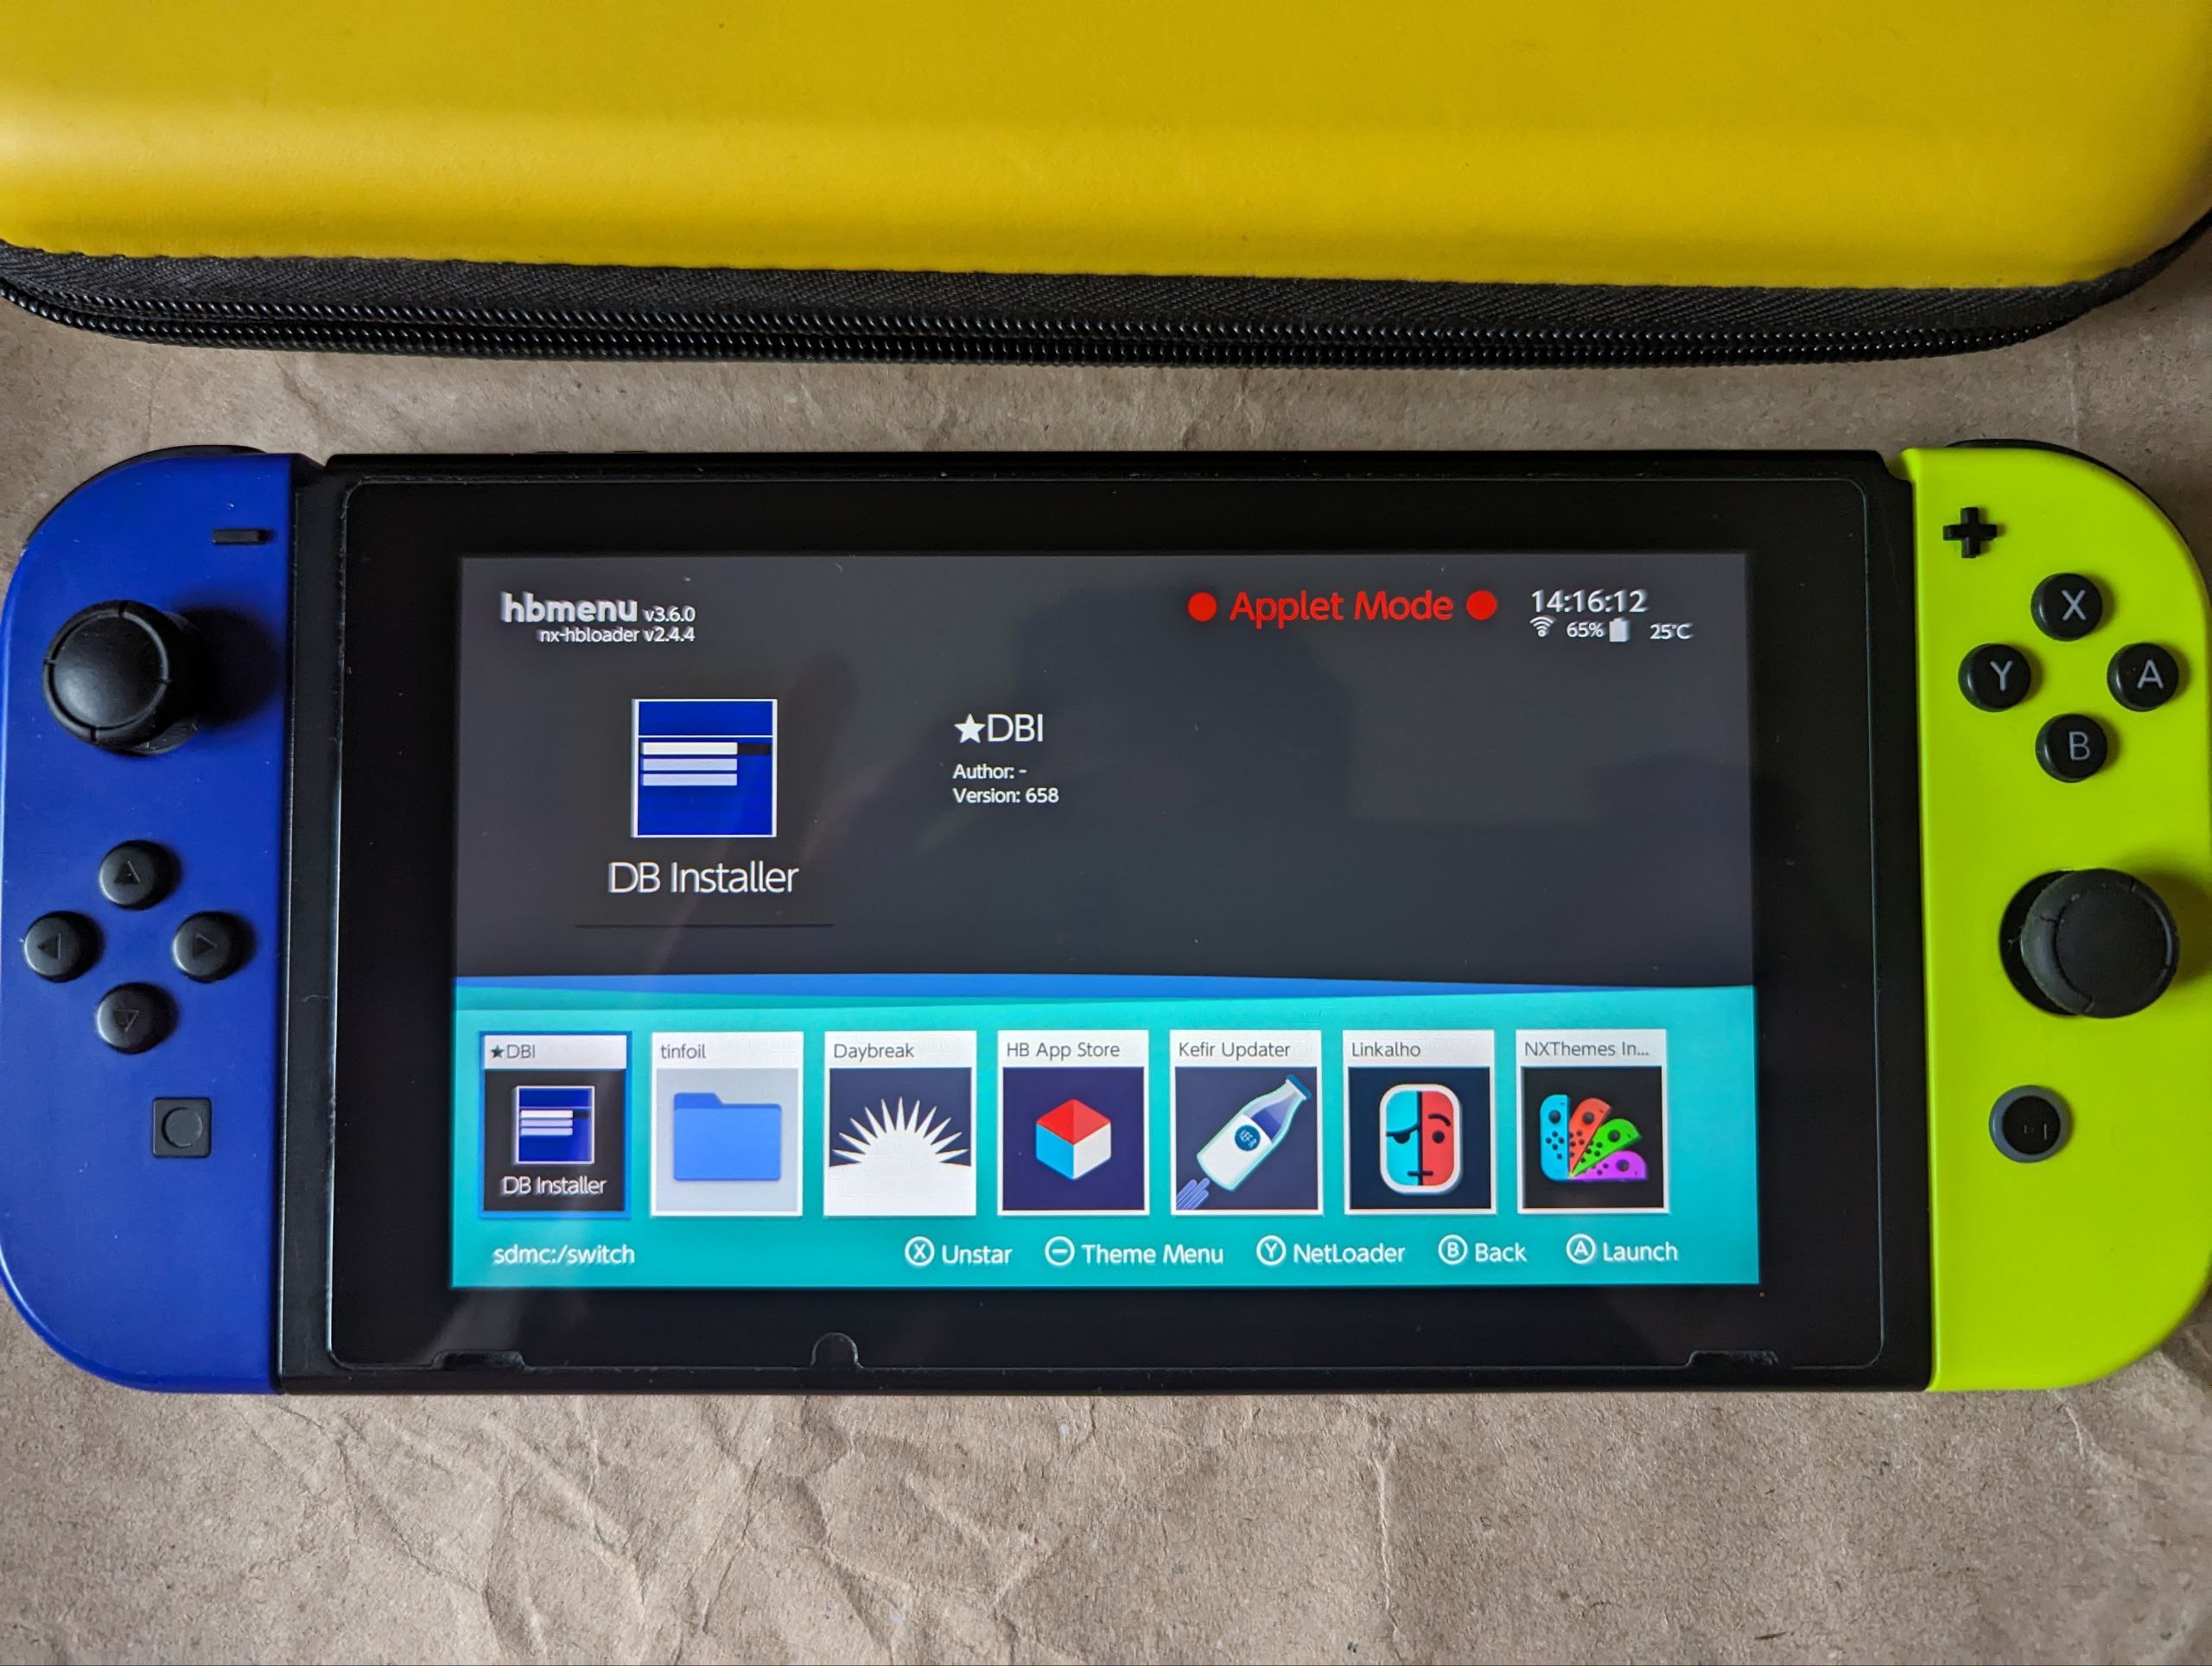 hbmenu v3.6.0
nx-hbloader v2.4.4
Applet Mode
14:16:12
65% 25°C
DB Installer
★DBI
Author: -
Version: 658
★DBI
tinfoil
Daybreak
HB App Store
Kefir Updater
Linkalho
NXThemes In...
DB Installer
sdmc:/switch
X Unstar
Theme Menu
Y NetLoader
B Back
A Launch
X
Y
A
B